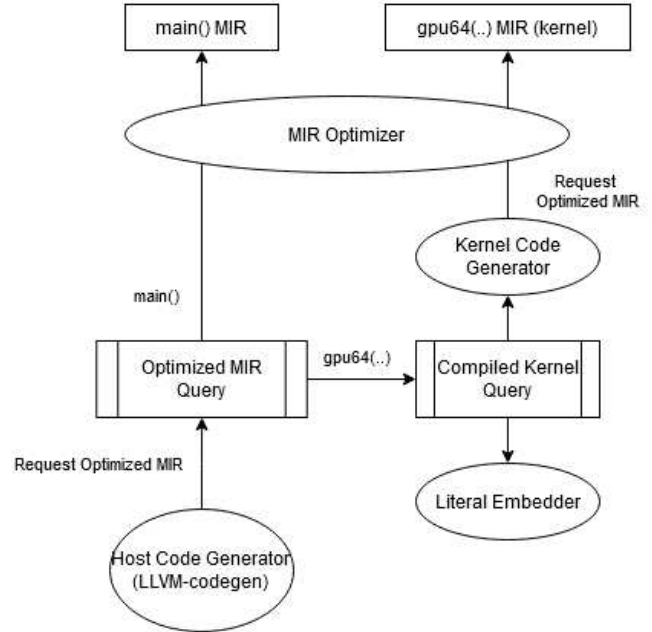 main() MIR
gpu64(..) MIR (kernel)
MIR Optimizer
Request
Optimized MIR
Kernel Code
Generator
main()
Optimized MIR
Query
gpu64(..)
Compiled Kernel
Query
Request Optimized MIR
Literal Embedder
Host Code Generator
(LLVM-codegen)